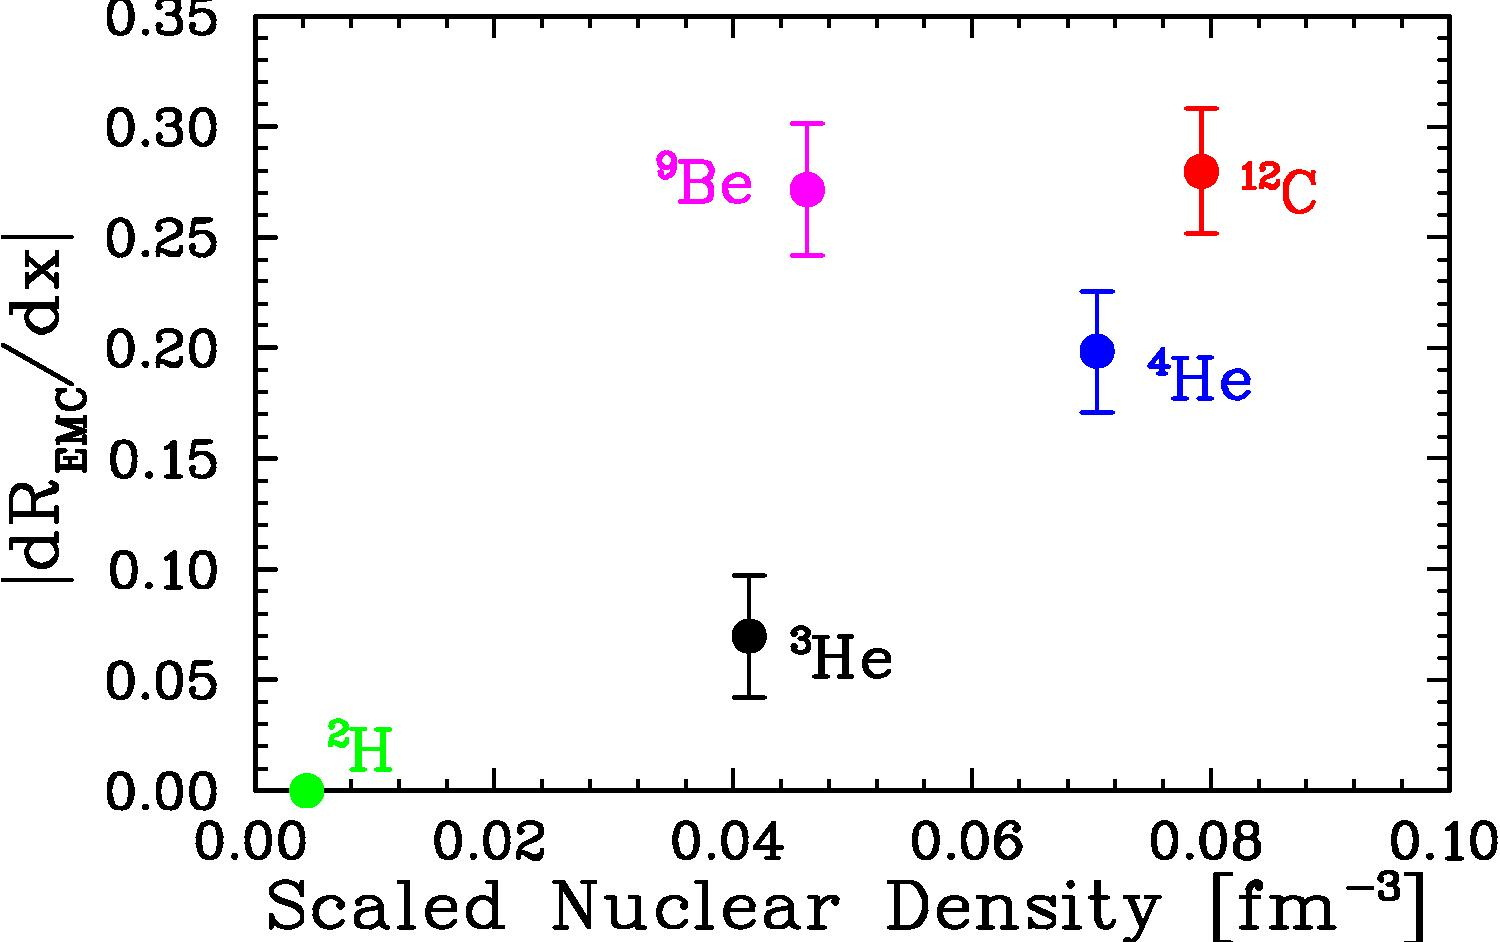 0.35
0.30
0.25
0.20
0.15
0.10
0.05
0.00
|dR_EMC/dx|
⁹Be
¹²C
⁴He
³He
²H
0.00 0.02 0.04 0.06 0.08 0.10
Scaled Nuclear Density [fm⁻³]